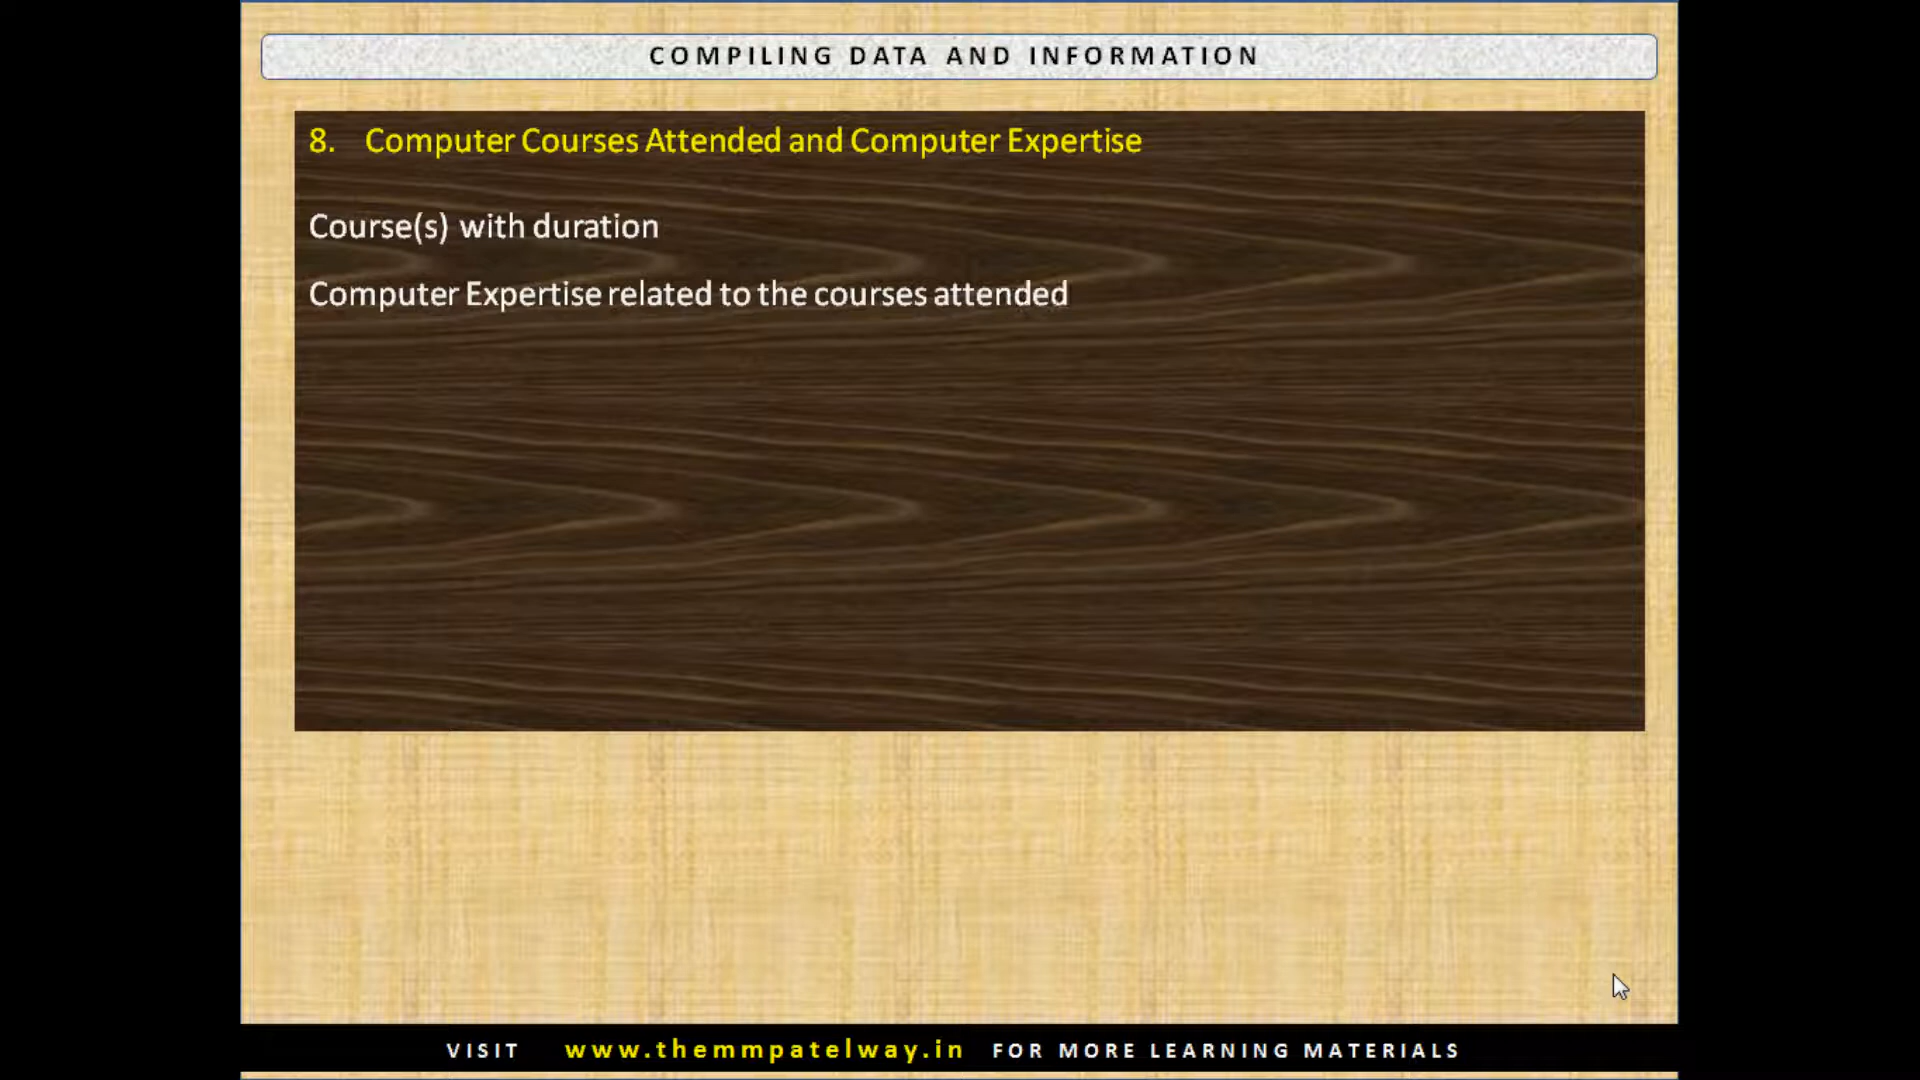 COMPILING DATA AND INFORMATION
8. Computer Courses Attended and Computer Expertise
Course(s) with duration
Computer Expertise related to the courses attended
VISIT www.themmpatelway.in FOR MORE LEARNING MATERIALS